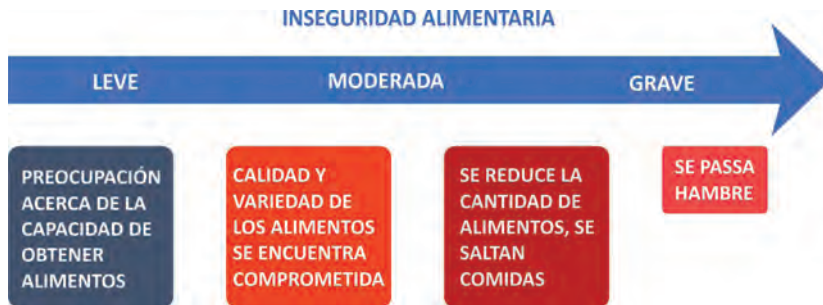 INSEGURIDAD ALIMENTARIA
LEVE MODERADA GRAVE
PREOCUPACIÓN
ACERCA DE LA
CAPACIDAD DE
OBTENER
ALIMENTOS
CALIDAD Y
VARIEDAD DE
LOS ALIMENTOS
SE ENCUENTRA
COMPROMETIDA
SE REDUCE LA
CANTIDAD DE
ALIMENTOS, SE
SALTAN
COMIDAS
SE PASSA
HAMBRE